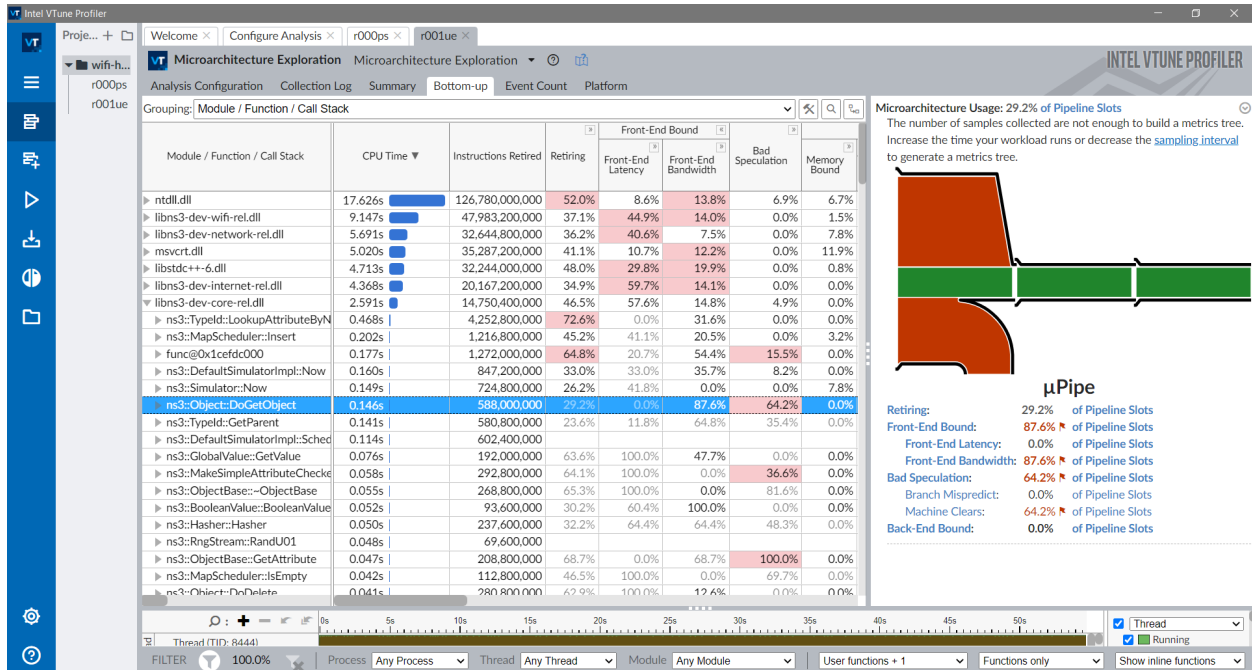 Intel VTune Profiler
Proje...
Welcome
Configure Analysis
r000ps
r001ue
wifi-h...
r000ps
r001ue
Microarchitecture Exploration Microarchitecture Exploration
INTEL VTUNE PROFILER
Analysis Configuration Collection Log Summary Bottom-up Event Count Platform
Grouping: Module / Function / Call Stack
Module / Function / Call Stack CPU Time ▼ Instructions Retired Retiring Front-End Bound Front-End Latency Front-End Bandwidth Bad Speculation Memory Bound
ntdll.dll 17.626s 126,780,000,000 52.0% 8.6% 13.8% 6.9% 6.7%
libns3-dev-wifi-rel.dll 9.147s 47,983,200,000 37.1% 44.9% 14.0% 0.0% 1.5%
libns3-dev-network-rel.dll 5.691s 32,644,800,000 36.2% 40.6% 7.5% 0.0% 7.8%
msvcrt.dll 5.020s 35,287,200,000 41.1% 10.7% 12.2% 0.0% 11.9%
libstdc++-6.dll 4.713s 32,244,000,000 48.0% 29.8% 19.9% 0.0% 0.8%
libns3-dev-internet-rel.dll 4.368s 20,167,200,000 34.9% 59.7% 14.1% 0.0% 0.0%
libns3-dev-core-rel.dll 2.591s 14,750,400,000 46.5% 57.6% 14.8% 4.9% 0.0%
ns3::TypeId::LookupAttributeByN 0.468s 4,252,800,000 72.6% 0.0% 31.6% 0.0% 0.0%
ns3::MapScheduler::Insert 0.202s 1,216,800,000 45.2% 41.1% 20.5% 0.0% 3.2%
func@0x1cefdc000 0.177s 1,272,000,000 64.8% 20.7% 54.4% 15.5% 0.0%
ns3::DefaultSimulatorImpl::Now 0.160s 847,200,000 33.0% 33.0% 35.7% 8.2% 0.0%
ns3::Simulator::Now 0.149s 724,800,000 26.2% 41.8% 0.0% 0.0% 7.8%
ns3::Object::DoGetObject 0.146s 588,000,000 29.2% 0.0% 87.6% 64.2% 0.0%
ns3::TypeId::GetParent 0.141s 580,800,000 23.6% 11.8% 64.8% 35.4% 0.0%
ns3::DefaultSimulatorImpl::Sched 0.114s 602,400,000
ns3::GlobalValue::GetValue 0.076s 192,000,000 63.6% 100.0% 47.7% 0.0% 0.0%
ns3::MakeSimpleAttributeChecke 0.058s 292,800,000 64.1% 100.0% 0.0% 36.6% 0.0%
ns3::ObjectBase::~ObjectBase 0.055s 268,800,000 65.3% 100.0% 0.0% 81.6% 0.0%
ns3::BooleanValue::BooleanValue 0.052s 93,600,000 30.2% 60.4% 100.0% 0.0% 0.0%
ns3::Hasher::Hasher 0.050s 237,600,000 32.2% 64.4% 64.4% 48.3% 0.0%
ns3::RngStream::RandU01 0.048s 69,600,000
ns3::ObjectBase::GetAttribute 0.047s 208,800,000 68.7% 0.0% 68.7% 100.0% 0.0%
ns3::MapScheduler::IsEmpty 0.042s 112,800,000 46.5% 100.0% 0.0% 69.7% 0.0%
ns3::Object::DoDelete 0.041s 280,800,000 62.9% 100.0% 12.6% 0.0% 0.0%
Microarchitecture Usage: 29.2% of Pipeline Slots
The number of samples collected are not enough to build a metrics tree.
Increase the time your workload runs or decrease the sampling interval
to generate a metrics tree.
μPipe
Retiring: 29.2% of Pipeline Slots
Front-End Bound: 87.6% of Pipeline Slots
Front-End Latency: 0.0% of Pipeline Slots
Front-End Bandwidth: 87.6% of Pipeline Slots
Bad Speculation: 64.2% of Pipeline Slots
Branch Mispredict: 0.0% of Pipeline Slots
Machine Clears: 64.2% of Pipeline Slots
Back-End Bound: 0.0% of Pipeline Slots
0s 5s 10s 15s 20s 25s 30s 35s 40s 45s 50s
Thread (TID: 8444)
Thread
Running
FILTER 100.0% Process Any Process Thread Any Thread Module Any Module User functions + 1 Functions only Show inline functions